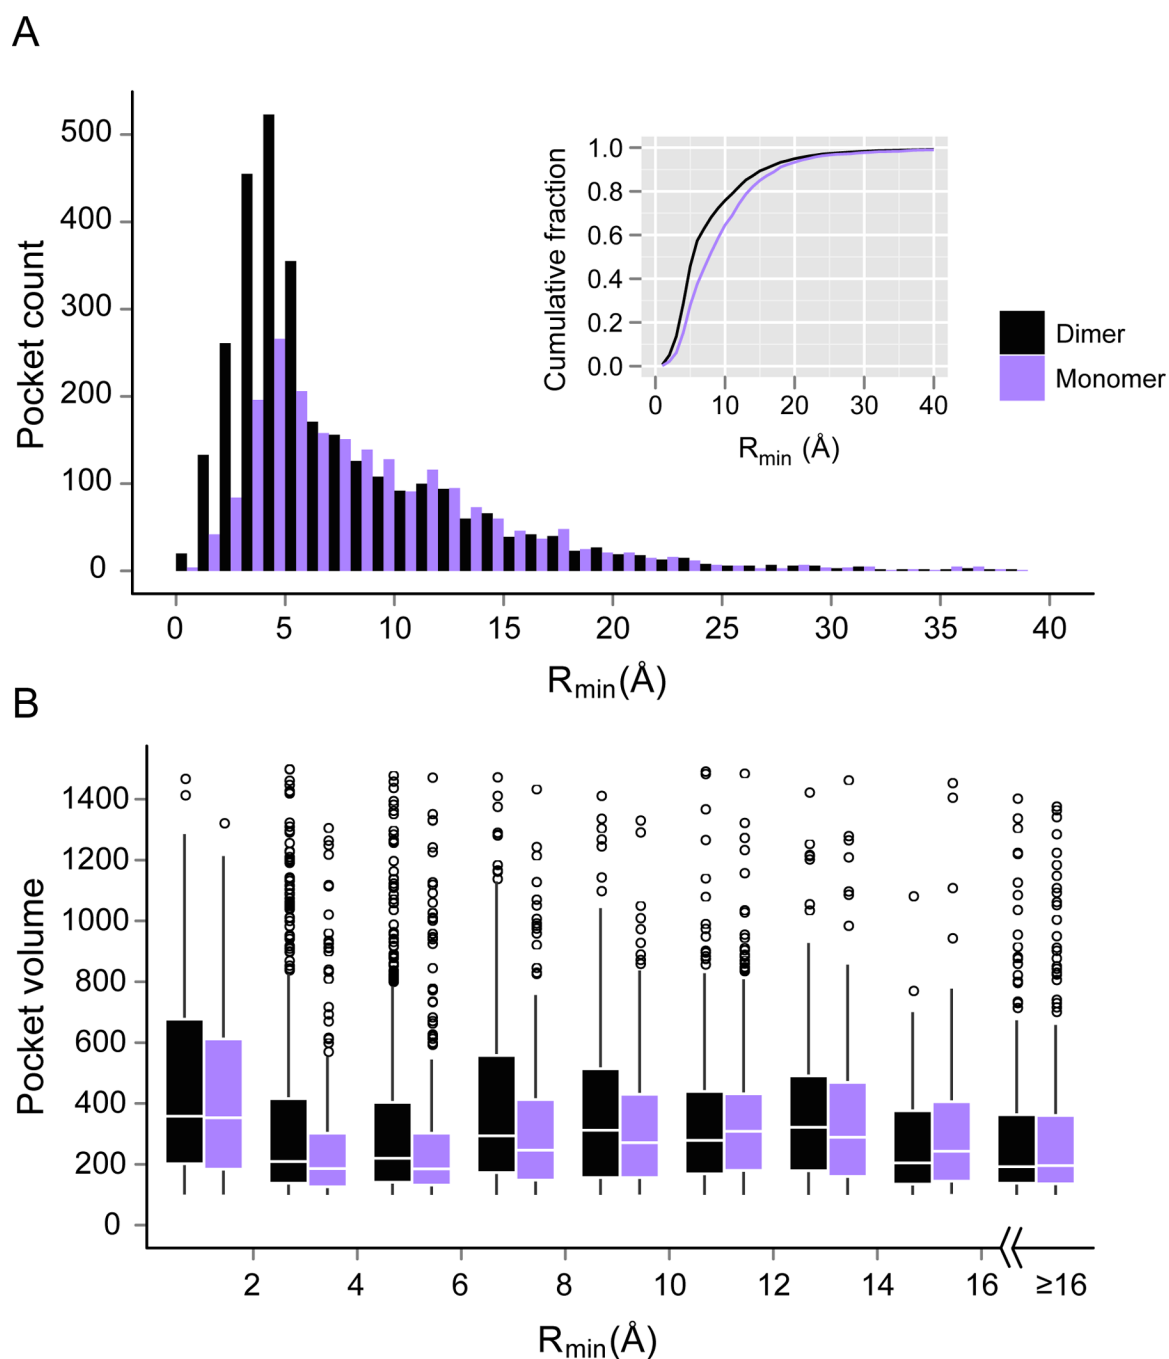 A
500
400
300
200
100
0
Pocket count
0 5 10 15 20 25 30 35 40
Rmin(Å)
1.0
0.8
0.6
0.4
0.2
0.0
Cumulative fraction
0 10 20 30 40
Rmin (Å)
Dimer
Monomer
B
1400
1200
1000
800
600
400
200
0
Pocket volume
2 4 6 8 10 12 14 16 ≥16
Rmin(Å)